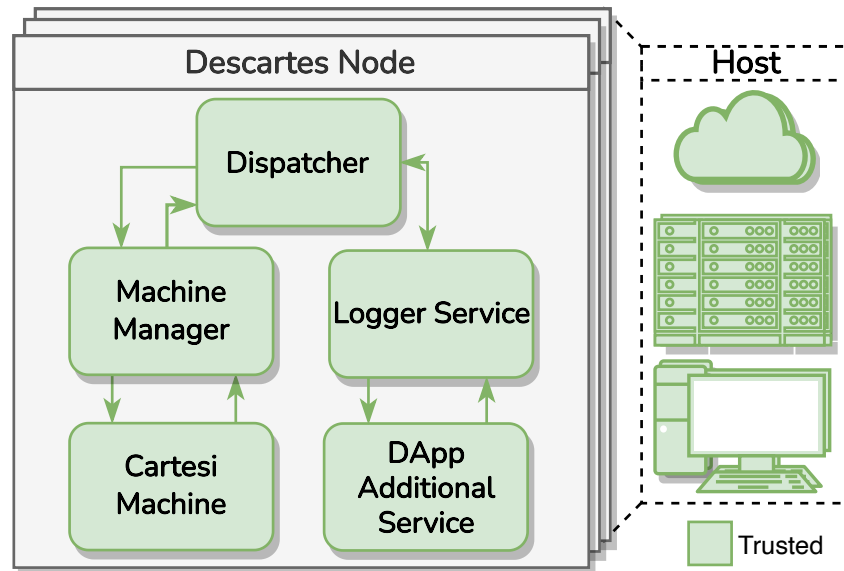 Descartes Node
Host
Dispatcher
Machine
Manager
Logger Service
Cartesi
Machine
DApp
Additional
Service
Trusted